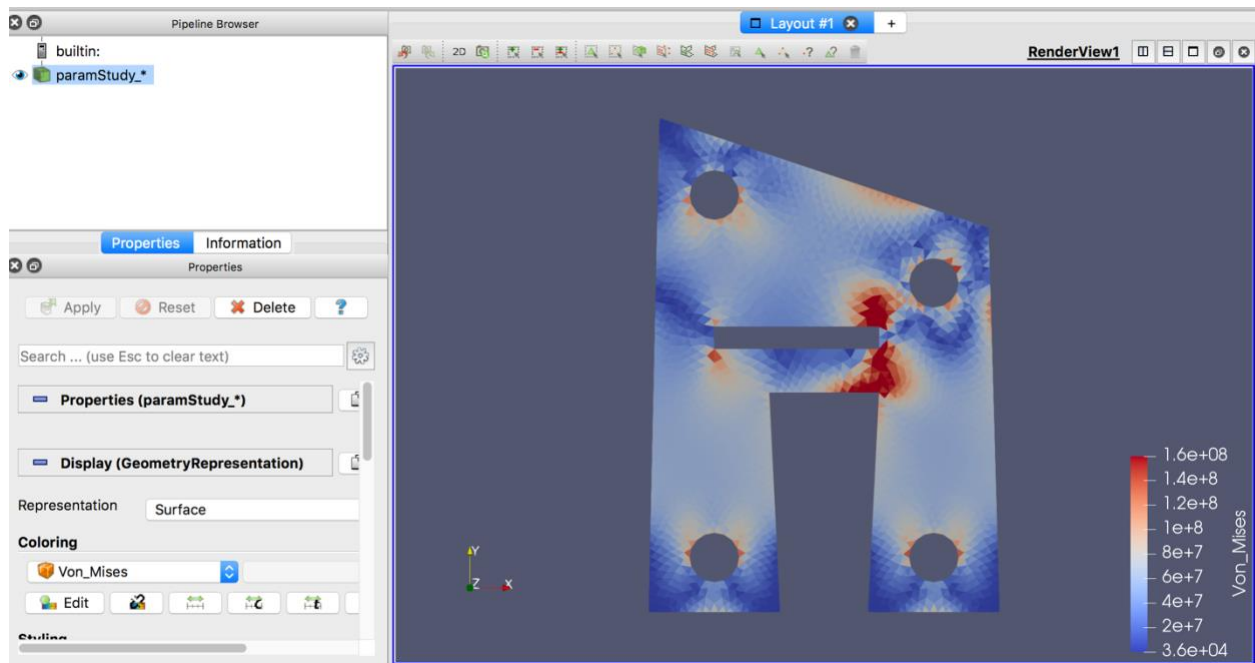 Pipeline Browser
builtin:
paramStudy_*
Properties Information
Properties
Apply Reset Delete ?
Search ... (use Esc to clear text)
Properties (paramStudy_*)
Display (GeometryRepresentation)
Representation Surface
Coloring
Von_Mises
Edit
Styling
Layout #1 +
2D RenderView1
Y
Z X
1.6e+08
1.4e+8
1.2e+8
1e+8
8e+7
6e+7
4e+7
2e+7
3.6e+04
Von_Mises